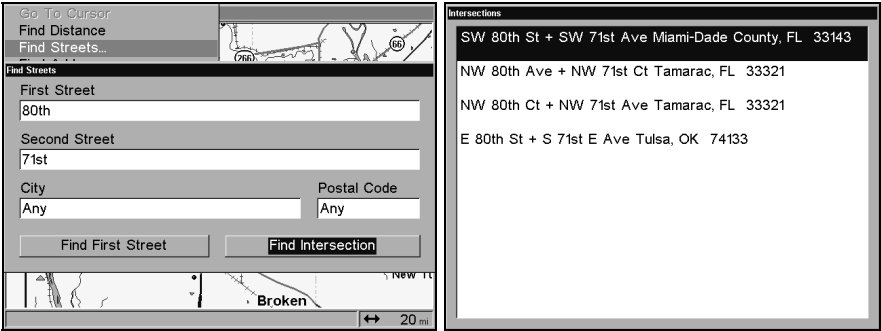 Go To Cursor
Find Distance
Find Streets...
66
266
Find Streets
First Street
80th
Second Street
71st
City
Postal Code
Any
Any
Find First Street
Find Intersection
Broken
20 mi
Intersections
SW 80th St + SW 71st Ave Miami-Dade County, FL 33143
NW 80th Ave + NW 71st Ct Tamarac, FL 33321
NW 80th Ct + NW 71st Ave Tamarac, FL 33321
E 80th St + S 71st E Ave Tulsa, OK 74133